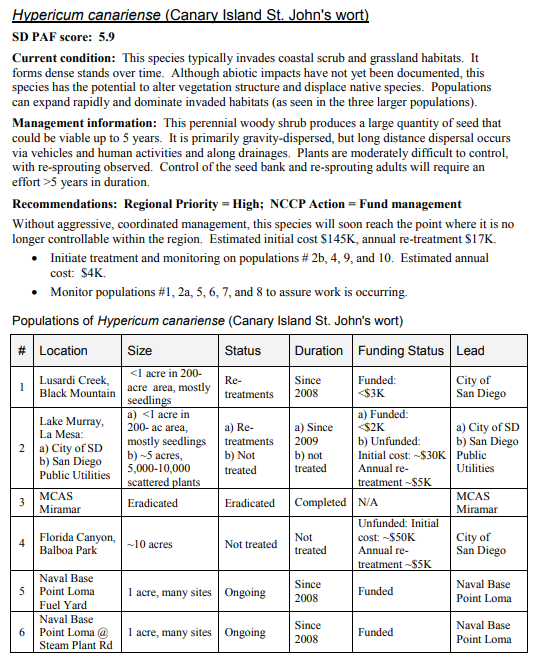 Hypericum canariense (Canary Island St. John's wort)
SD PAF score: 5.9
Current condition: This species typically invades coastal scrub and grassland habitats. It
forms dense stands over time. Although abiotic impacts have not yet been documented, this
species has the potential to alter vegetation structure and displace native species. Populations
can expand rapidly and dominate invaded habitats (as seen in the three larger populations).
Management information: This perennial woody shrub produces a large quantity of seed that
could be viable up to 5 years. It is primarily gravity-dispersed, but long distance dispersal occurs
via vehicles and human activities and along drainages. Plants are moderately difficult to control,
with re-sprouting observed. Control of the seed bank and re-sprouting adults will require an
effort >5 years in duration.
Recommendations: Regional Priority = High; NCCP Action = Fund management
Without aggressive, coordinated management, this species will soon reach the point where it is no
longer controllable within the region. Estimated initial cost $145K, annual re-treatment $17K.
• Initiate treatment and monitoring on populations # 2b, 4, 9, and 10. Estimated annual
cost: $4K.
• Monitor populations #1, 2a, 5, 6, 7, and 8 to assure work is occurring.
Populations of Hypericum canariense (Canary Island St. John's wort)
# Location Size Status Duration Funding Status Lead
1
Lusardi Creek,
Black Mountain
<1 acre in 200-
acre area, mostly
seedlings
Re-
treatments
Since
2008
Funded:
<$3K
City of
San Diego
2
Lake Murray,
La Mesa:
a) City of SD
b) San Diego
Public Utilities
a) <1 acre in
200- ac area,
mostly seedlings
b) ~5 acres,
5,000-10,000
scattered plants
a) Re-
treatments
b) Not
treated
a) Since
2009
b) not
treated
a) Funded:
<$2K
b) Unfunded:
Initial cost: ~$30K
Annual re-
treatment ~$5K
a) City of SD
b) San Diego
Public
Utilities
3
MCAS
Miramar
Eradicated
Eradicated
Completed
N/A
MCAS
Miramar
4
Florida Canyon,
Balboa Park
~10 acres
Not treated
Not
treated
Unfunded: Initial
cost: ~$50K
Annual re-
treatment ~$5K
City of
San Diego
5
Naval Base
Point Loma
Fuel Yard
1 acre, many sites
Ongoing
Since
2008
Funded
Naval Base
Point Loma
6
Naval Base
Point Loma @
Steam Plant Rd
1 acre, many sites
Ongoing
Since
2008
Funded
Naval Base
Point Loma